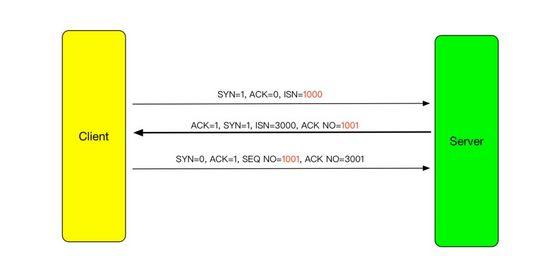 SYN=1, ACK=0, ISN=1000
ACK=1, SYN=1, ISN=3000, ACK NO=1001
Client
Server
SYN=0, ACK=1, SEQ NO=1001, ACK NO=3001